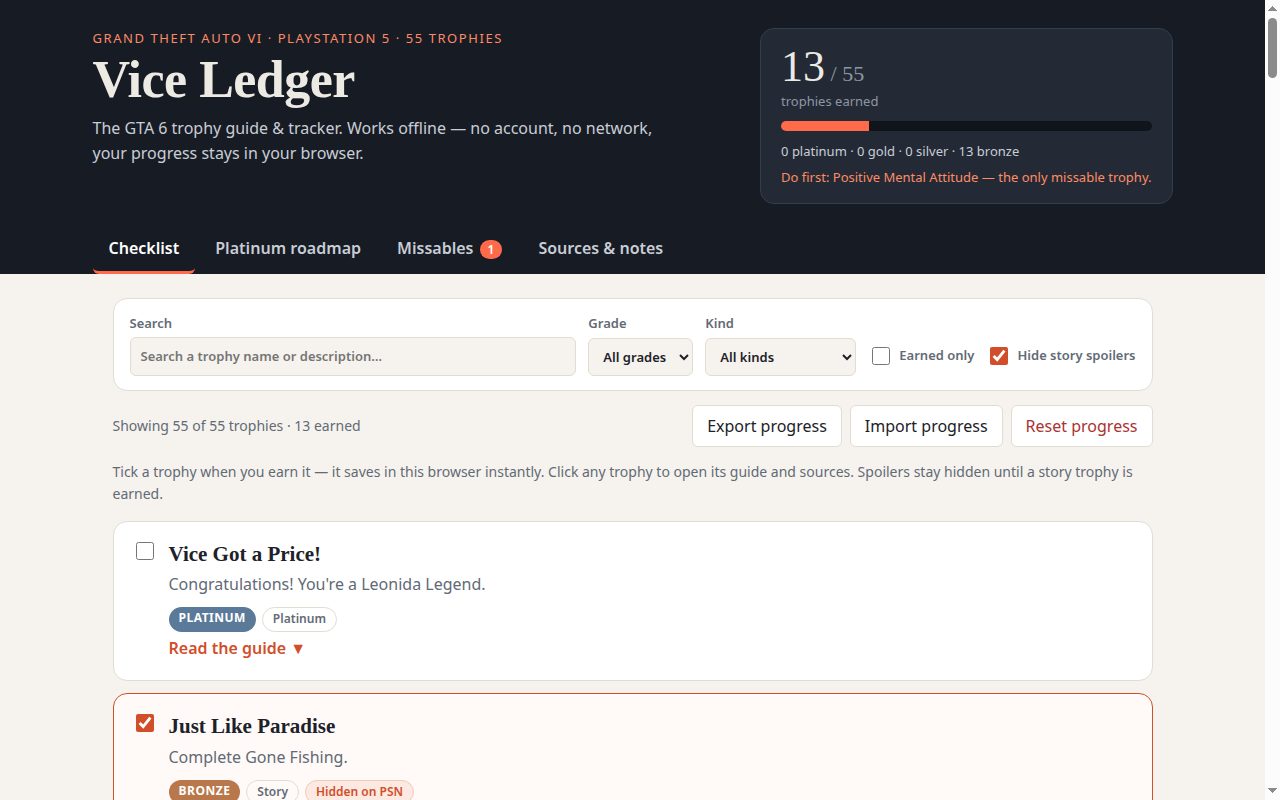 GRAND THEFT AUTO VI · PLAYSTATION 5 · 55 TROPHIES
Vice Ledger
The GTA 6 trophy guide & tracker. Works offline — no account, no network,
your progress stays in your browser.
13 / 55
trophies earned
0 platinum · 0 gold · 0 silver · 13 bronze
Do first: Positive Mental Attitude — the only missable trophy.
Checklist
Platinum roadmap
Missables 1
Sources & notes
Search
Search a trophy name or description...
Grade
All grades
Kind
All kinds
Earned only
Hide story spoilers
Showing 55 of 55 trophies · 13 earned
Export progress
Import progress
Reset progress
Tick a trophy when you earn it — it saves in this browser instantly. Click any trophy to open its guide and sources. Spoilers stay hidden until a story trophy is
earned.
Vice Got a Price!
Congratulations! You're a Leonida Legend.
PLATINUM
Platinum
Read the guide ▼
Just Like Paradise
Complete Gone Fishing.
BRONZE
Story
Hidden on PSN